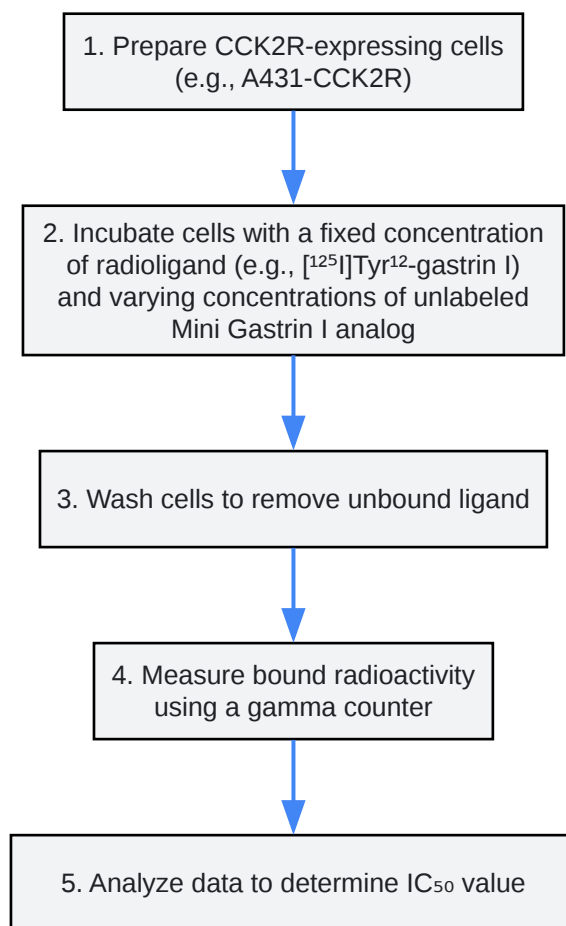 1. Prepare CCK2R-expressing cells
(e.g., A431-CCK2R)
2. Incubate cells with a fixed concentration
of radioligand (e.g., [¹²⁵I]Tyr¹²-gastrin I)
and varying concentrations of unlabeled
Mini Gastrin I analog
3. Wash cells to remove unbound ligand
4. Measure bound radioactivity
using a gamma counter
5. Analyze data to determine IC₅₀ value